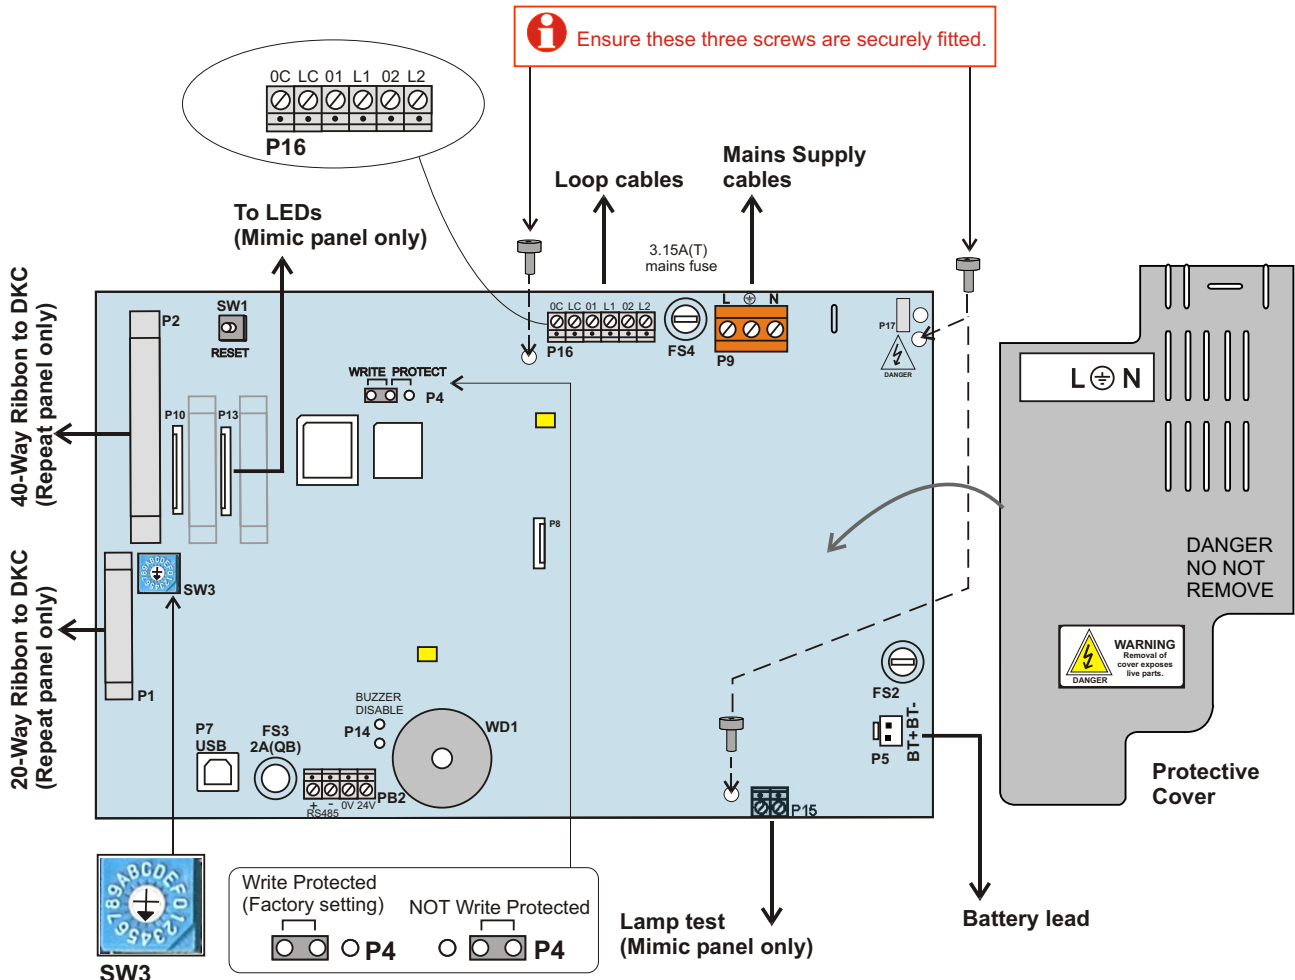 Ensure these three screws are securely fitted.
0C LC 01 L1 02 L2
P16
Mains Supply
cables
Loop cables
To LEDs
(Mimic panel only)
3.15A(T)
mains fuse
40-Way Ribbon to DKC
(Repeat panel only)
P2
SW1
RESET
0C LC 01 L1 02 L2
P16
FS4
L N
P9
P17
DANGER
WRITE PROTECT
P4
P10
P13
P8
L N
DANGER
NO NOT
REMOVE
WARNING
Removal of
cover exposes
live parts.
DANGER
Protective
Cover
20-Way Ribbon to DKC
(Repeat panel only)
0123456789ABCDEF
SW3
P1
P7
USB
FS3
2A(QB)
BUZZER
DISABLE
P14
WD1
+ - 0V 24V
RS485
PB2
FS2
BT+ BT-
P5
P15
0123456789ABCDEF
SW3
Write Protected
(Factory setting)
P4
NOT Write Protected
P4
Lamp test
(Mimic panel only)
Battery lead